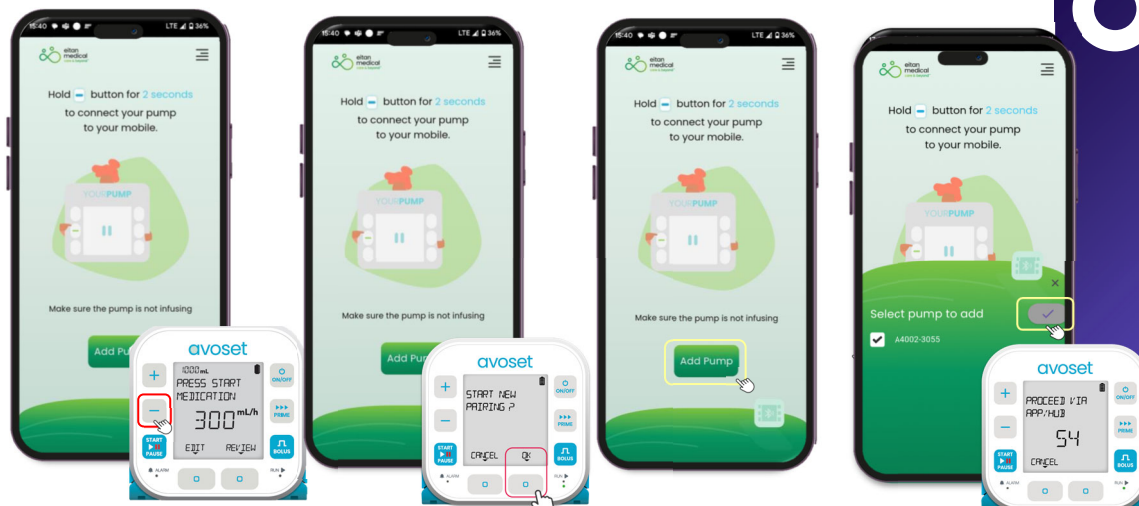 15:40 LTE 36%
eitan
medical
Hold - button for 2 seconds
to connect your pump
to your mobile.
YOURPUMP
Make sure the pump is not infusing
Add Pu
avoset
1000 mL
PRESS START
MEDICATION
300 mL/h
EDIT REVIEW
+
-
START
PAUSE
ON/OFF
PRIME
BOLUS
ALARM
RUN
15:40 LTE 36%
eitan
medical
Hold - button for 2 seconds
to connect your pump
to your mobile.
YOURPUMP
Make sure the pump is not infusing
Add Pu
avoset
START NEW
PAIRING ?
CANCEL OK
+
-
START
PAUSE
ON/OFF
PRIME
BOLUS
ALARM
RUN
15:40 LTE 36%
eitan
medical
Hold - button for 2 seconds
to connect your pump
to your mobile.
YOURPUMP
Make sure the pump is not infusing
Add Pump
eitan
medical
Hold - button for 2 seconds
to connect your pump
to your mobile.
YOURPUMP
Select pump to add
A4002-3055
avoset
PROCEED VIA
APP/HUB
54
CANCEL
+
-
START
PAUSE
ON/OFF
PRIME
BOLUS
ALARM
RUN